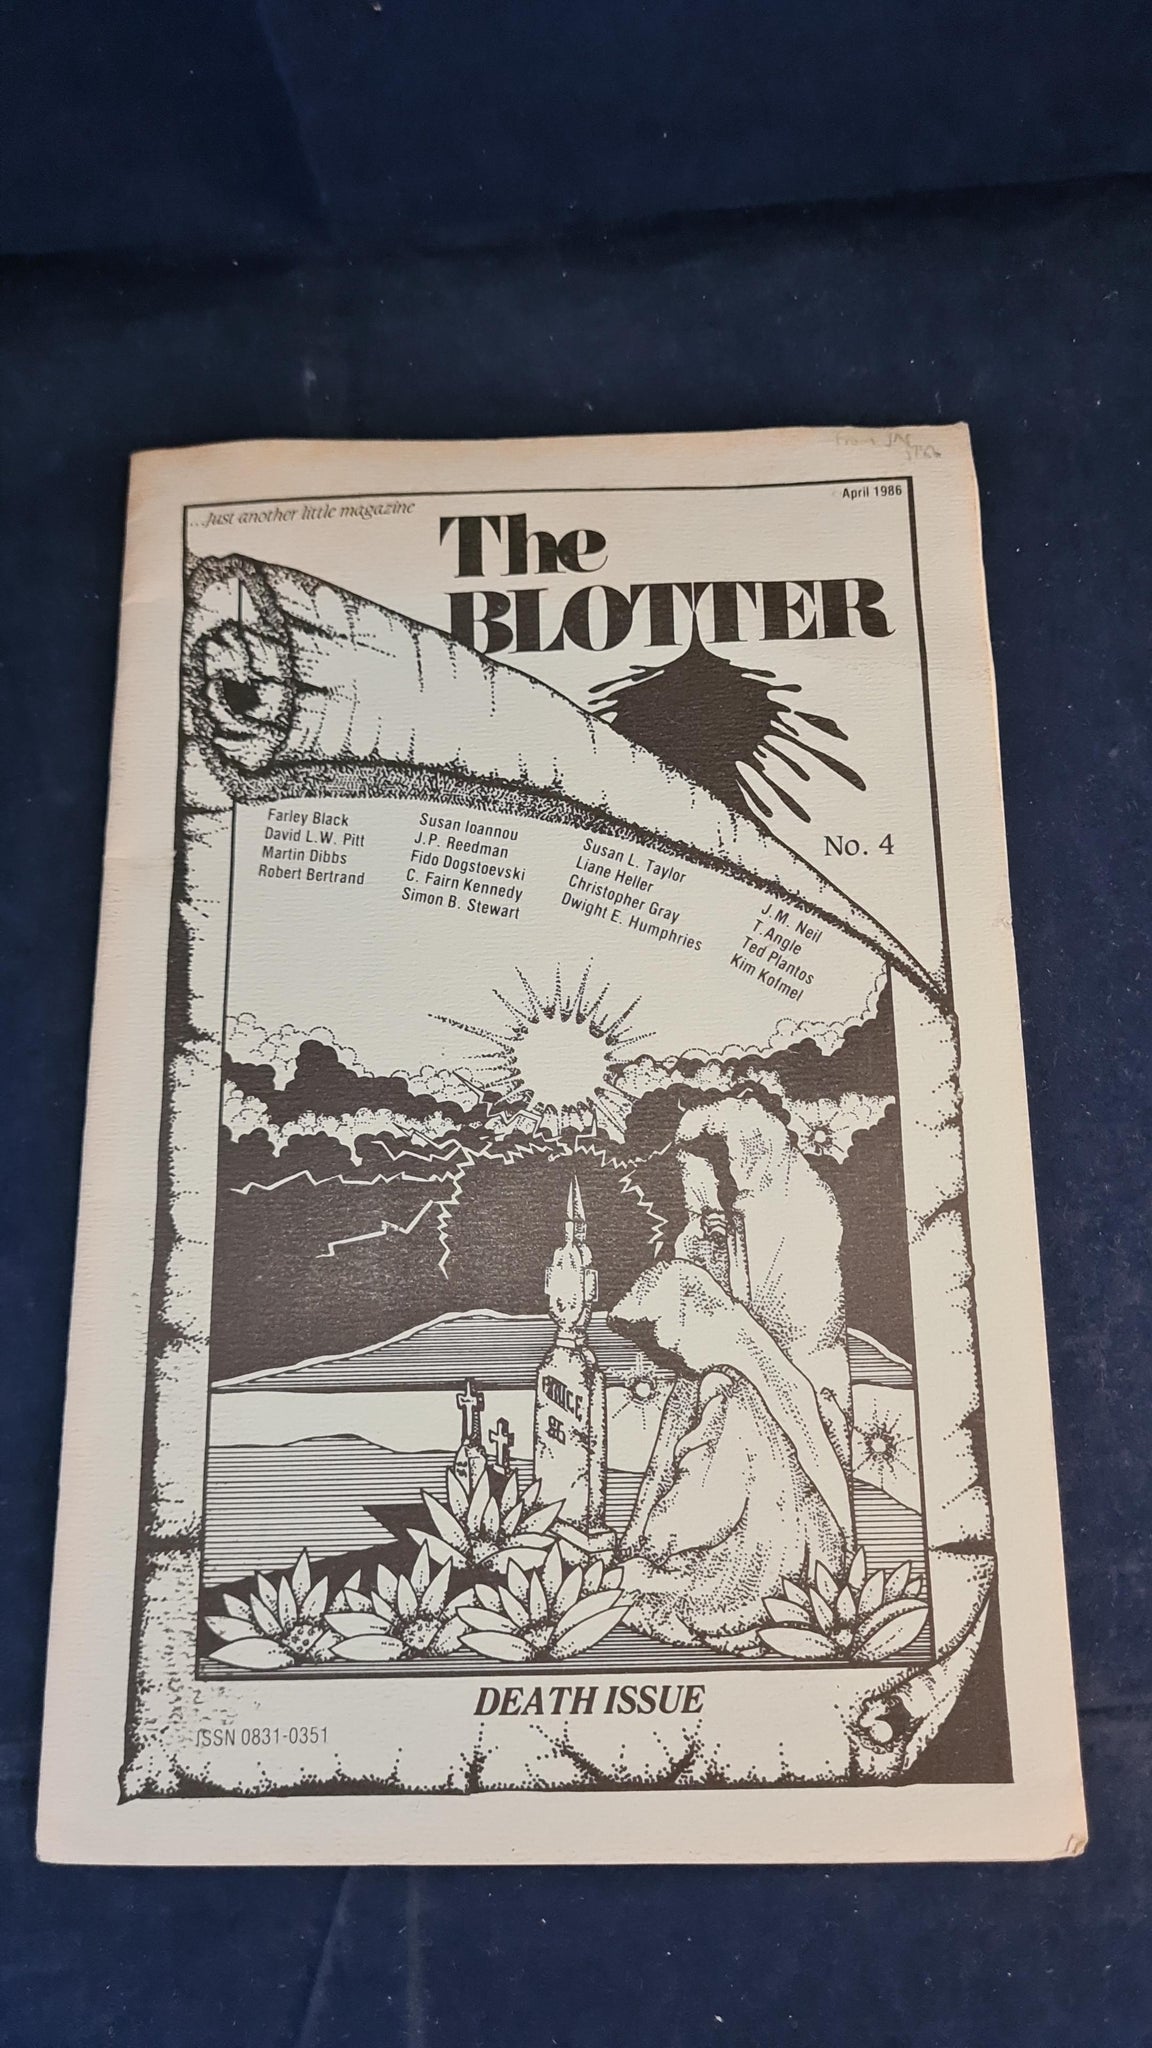 ...Just another little magazine
April 1986
The
BLOTTER
No. 4
Farley Black
David L.W. Pitt
Martin Dibbs
Robert Bertrand
Susan Ioannou
J.P. Reedman
Fido Dogstoevski
C. Fairn Kennedy
Simon B. Stewart
Susan L. Taylor
Liane Heller
Christopher Gray
Dwight E. Humphries
J.M. Neil
T. Angle
Ted Plantos
Kim Kofmel
DEATH ISSUE
ISSN 0831-0351